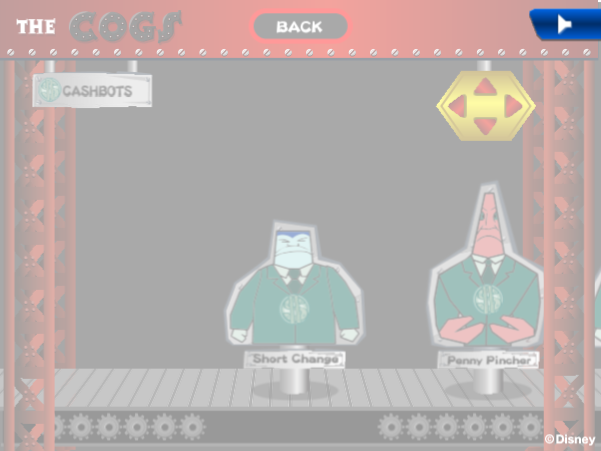 THE COGS
BACK
CASHBOTS
Short Change
Penny Pincher
©Disney